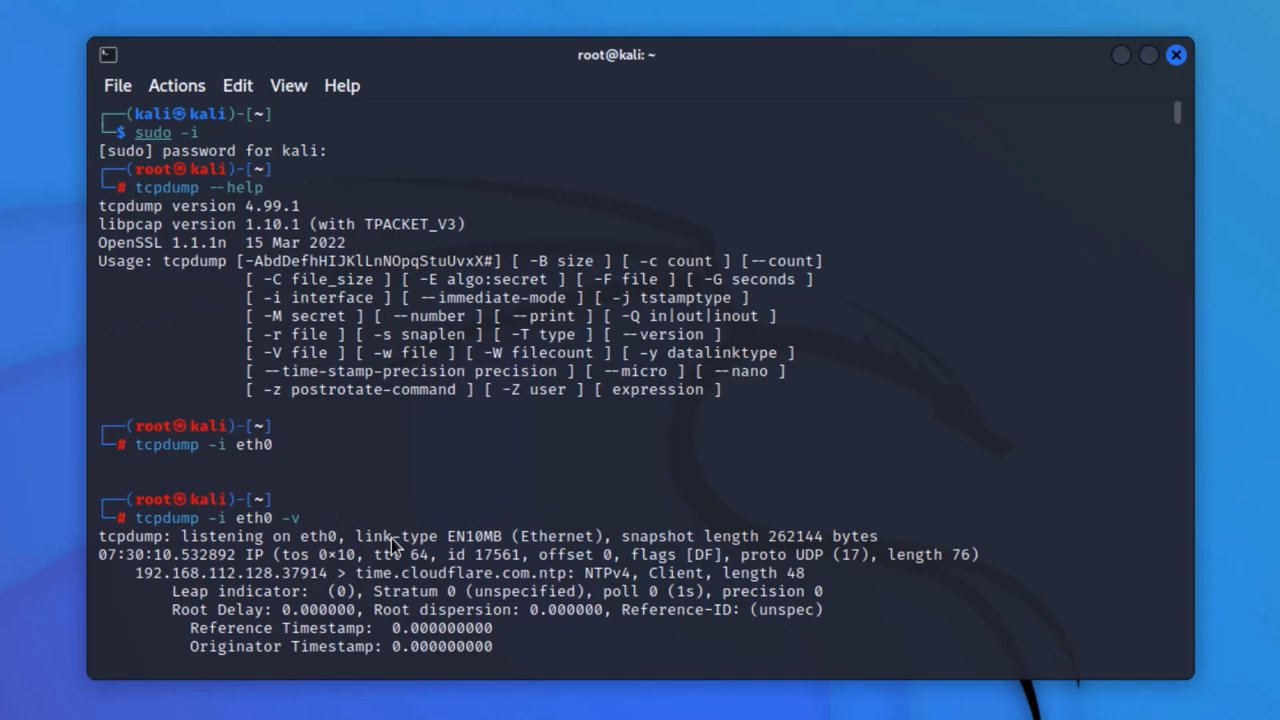 root@kali: ~
File Actions Edit View Help
┌──(kali㉿kali)-[~]
└─$ sudo -i
[sudo] password for kali:
┌──(root㉿kali)-[~]
└─# tcpdump --help
tcpdump version 4.99.1
libpcap version 1.10.1 (with TPACKET_V3)
OpenSSL 1.1.1n  15 Mar 2022
Usage: tcpdump [-AbdDefhHIJKlLnNOpqStuUvxX#] [ -B size ] [ -c count ] [--count]
                [ -C file_size ] [ -E algo:secret ] [ -F file ] [ -G seconds ]
                [ -i interface ] [ --immediate-mode ] [ -j tstamptype ]
                [ -M secret ] [ --number ] [ --print ] [ -Q in|out|inout ]
                [ -r file ] [ -s snaplen ] [ -T type ] [ --version ]
                [ -V file ] [ -w file ] [ -W filecount ] [ -y datalinktype ]
                [ --time-stamp-precision precision ] [ --micro ] [ --nano ]
                [ -z postrotate-command ] [ -Z user ] [ expression ]
┌──(root㉿kali)-[~]
└─# tcpdump -i eth0
┌──(root㉿kali)-[~]
└─# tcpdump -i eth0 -v
tcpdump: listening on eth0, link-type EN10MB (Ethernet), snapshot length 262144 bytes
07:30:10.532892 IP (tos 0×10, ttl 64, id 17561, offset 0, flags [DF], proto UDP (17), length 76)
    192.168.112.128.37914 > time.cloudflare.com.ntp: NTPv4, Client, length 48
        Leap indicator:  (0), Stratum 0 (unspecified), poll 0 (1s), precision 0
        Root Delay: 0.000000, Root dispersion: 0.000000, Reference-ID: (unspec)
          Reference Timestamp:  0.000000000
          Originator Timestamp: 0.000000000